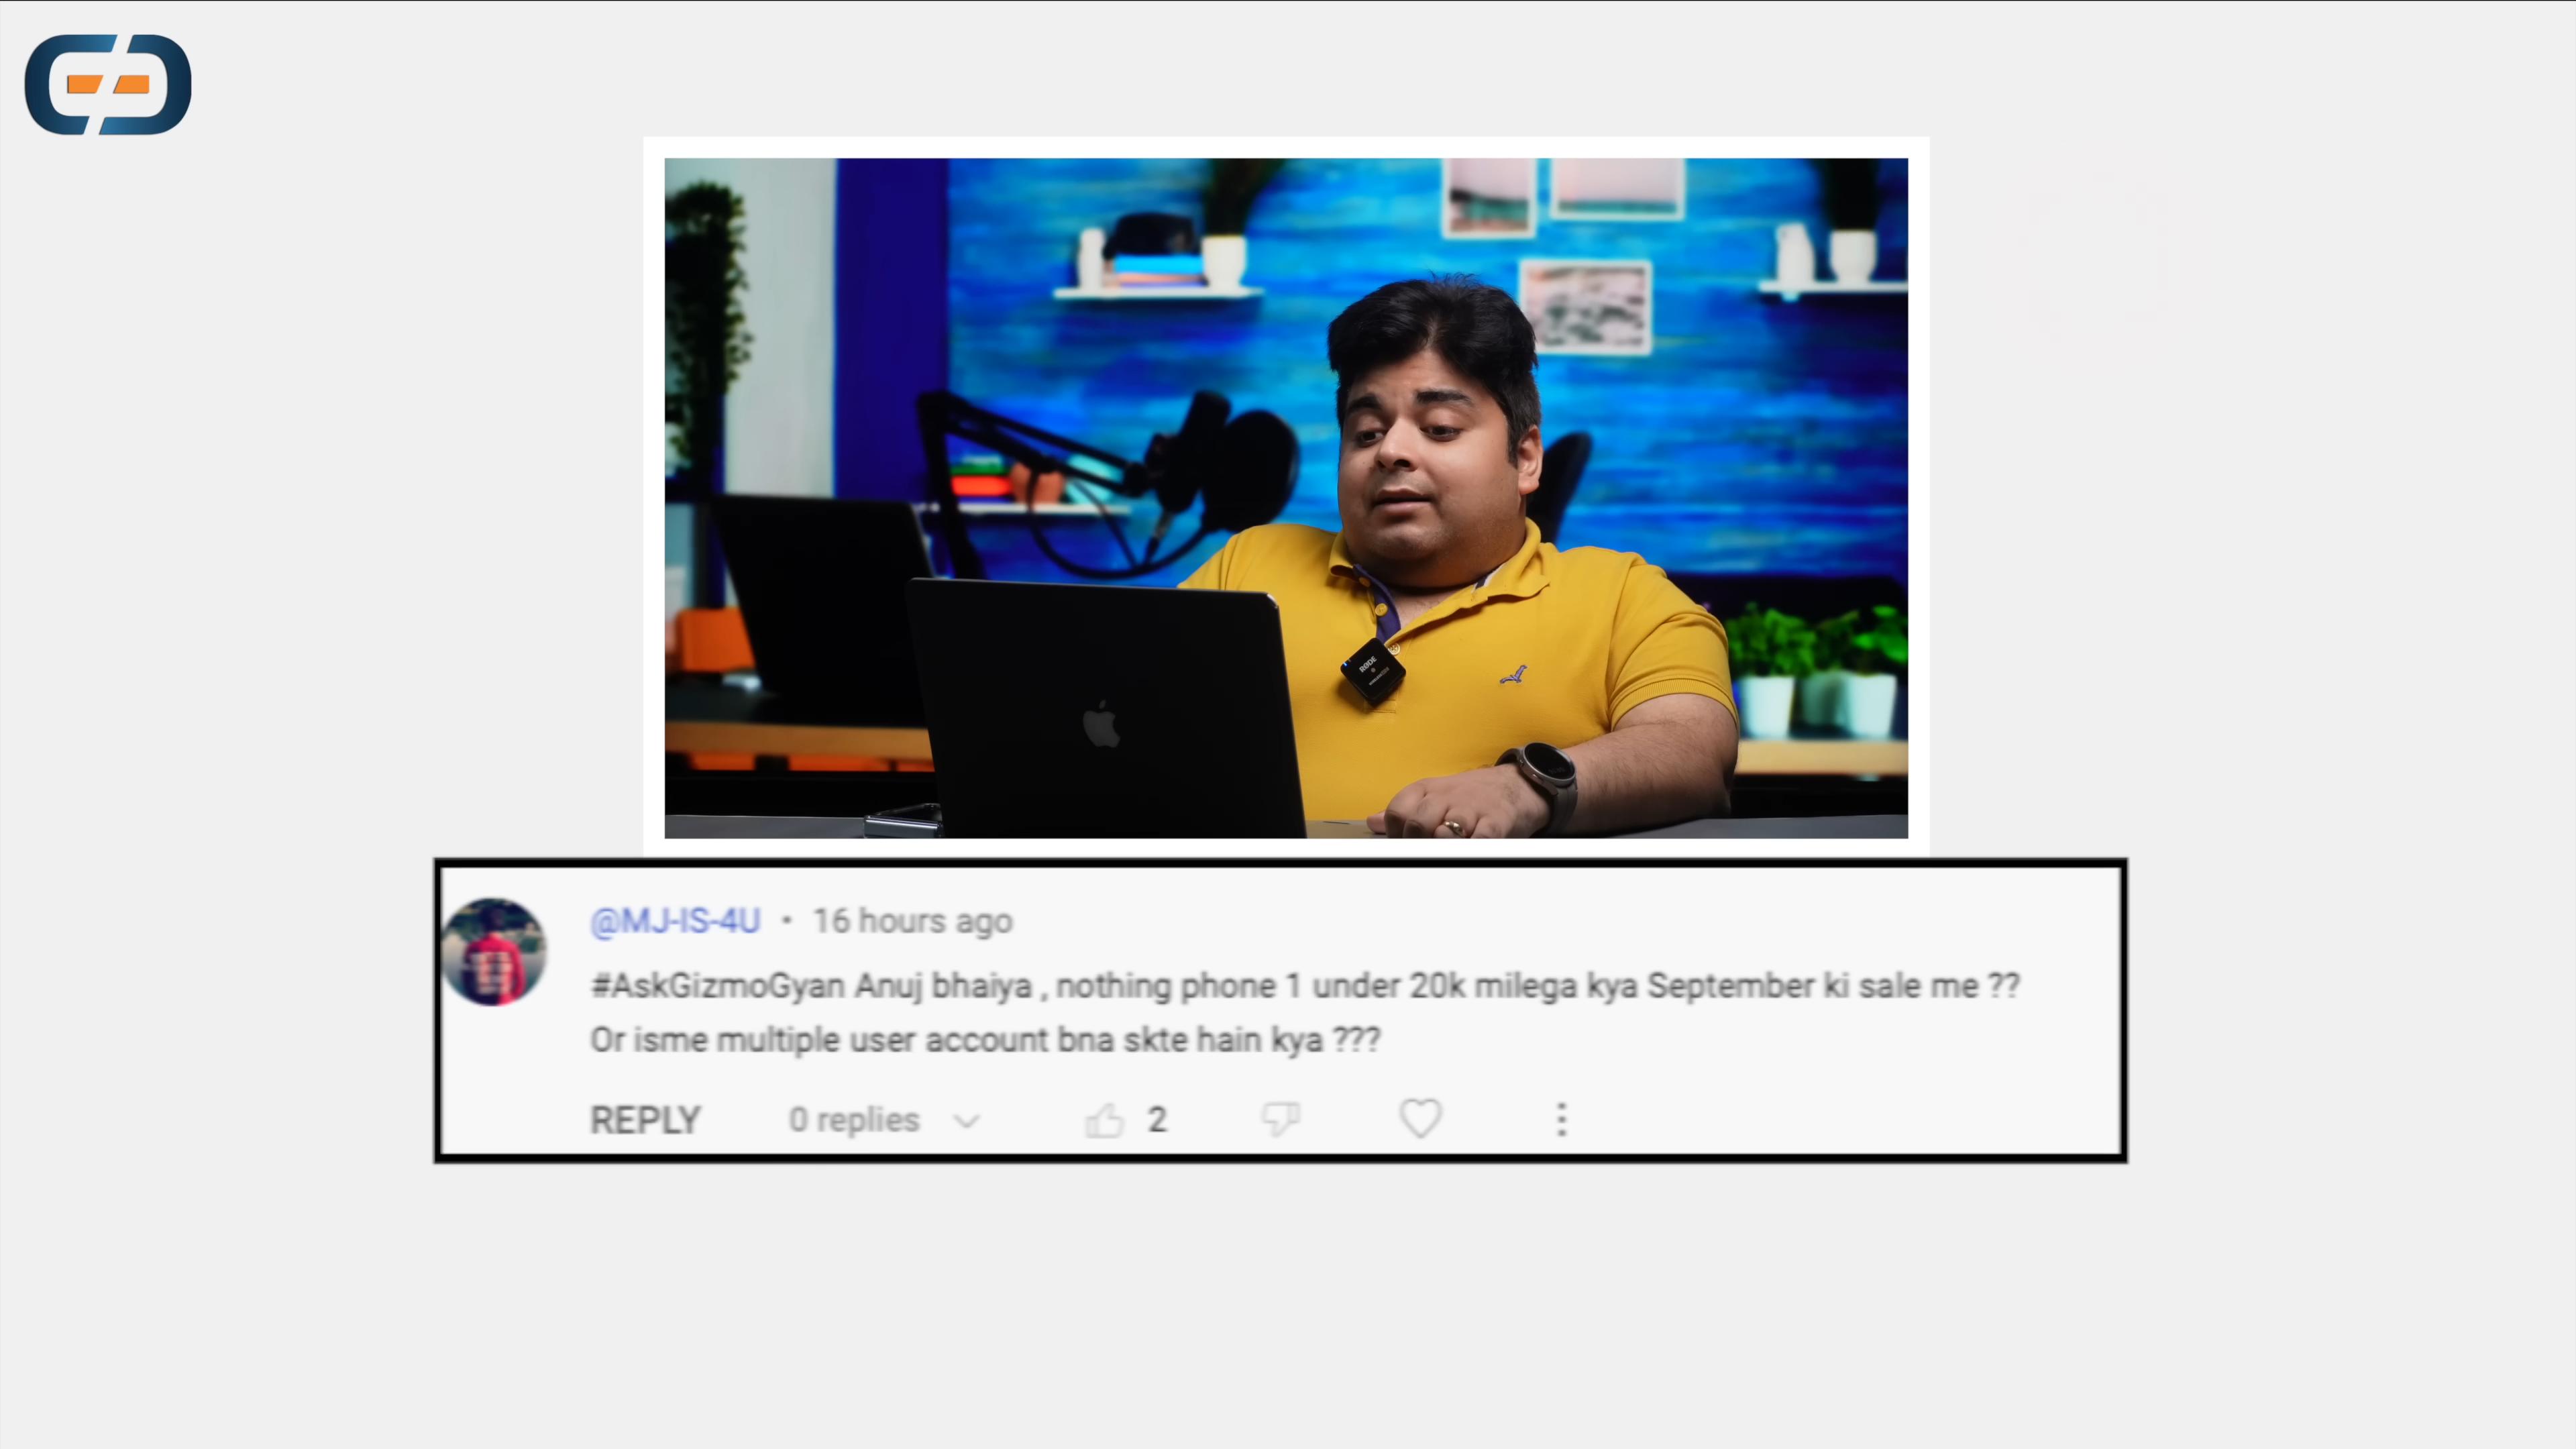 RØDE
@MJ-IS-4U • 16 hours ago
#AskGizmoGyan Anuj bhaiya , nothing phone 1 under 20k milega kya September ki sale me ??
Or isme multiple user account bna skte hain kya ???
REPLY 0 replies 2